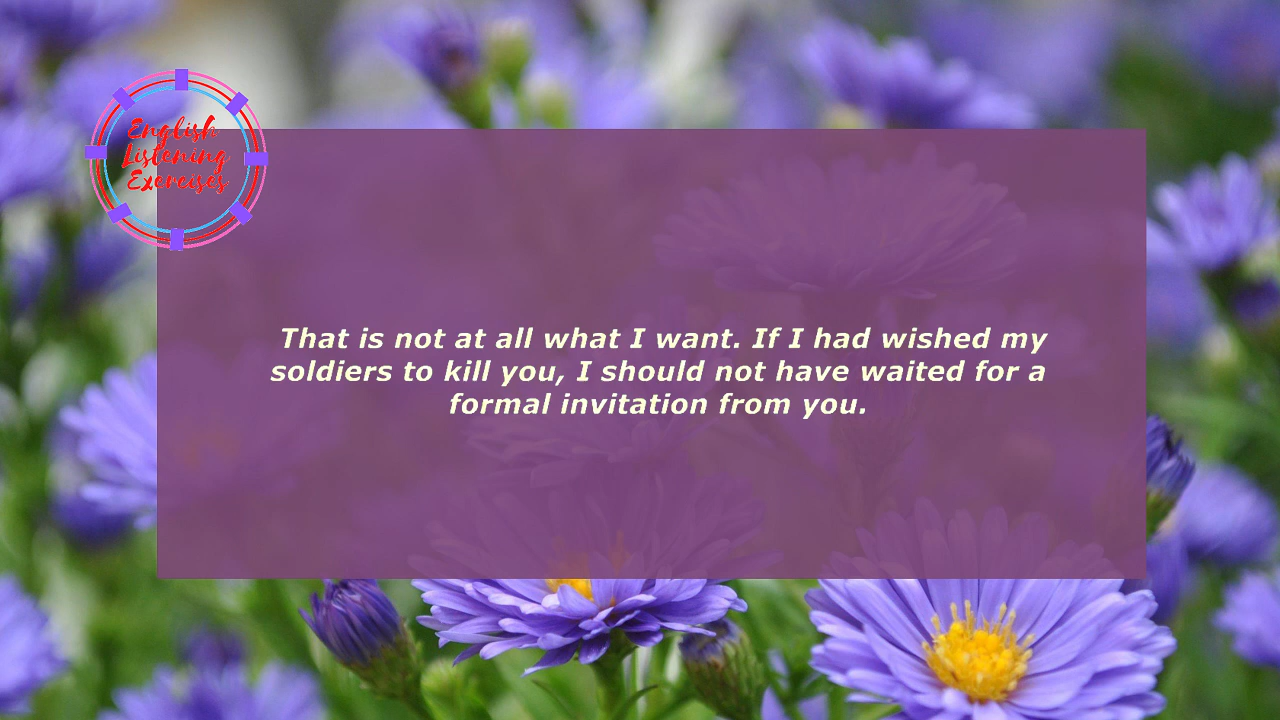 English
Listening
Exercises
That is not at all what I want. If I had wished my
soldiers to kill you, I should not have waited for a
formal invitation from you.